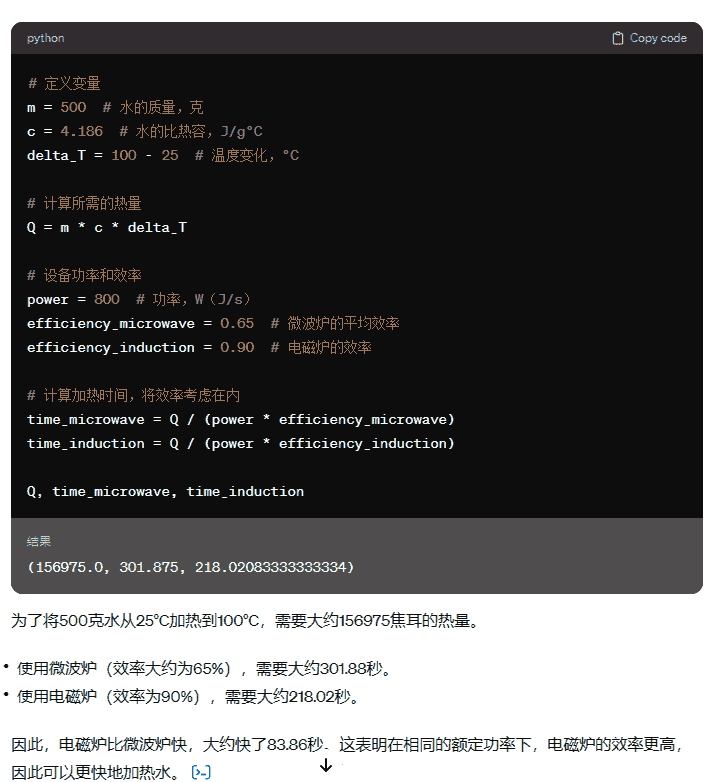 python
Copy code
# 定义变量
m = 500  # 水的质量，克
c = 4.186  # 水的比热容，J/g°C
delta_T = 100 - 25  # 温度变化，°C
# 计算所需的热量
Q = m * c * delta_T
# 设备功率和效率
power = 800  # 功率，W（J/s）
efficiency_microwave = 0.65  # 微波炉的平均效率
efficiency_induction = 0.90  # 电磁炉的效率
# 计算加热时间，将效率考虑在内
time_microwave = Q / (power * efficiency_microwave)
time_induction = Q / (power * efficiency_induction)
Q, time_microwave, time_induction
结果
(156975.0, 301.875, 218.02083333333334)
为了将500克水从25°C加热到100°C，需要大约156975焦耳的热量。
• 使用微波炉（效率大约为65%），需要大约301.88秒。
• 使用电磁炉（效率为90%），需要大约218.02秒。
因此，电磁炉比微波炉快，大约快了83.86秒。这表明在相同的额定功率下，电磁炉的效率更高，
因此可以更快地加热水。